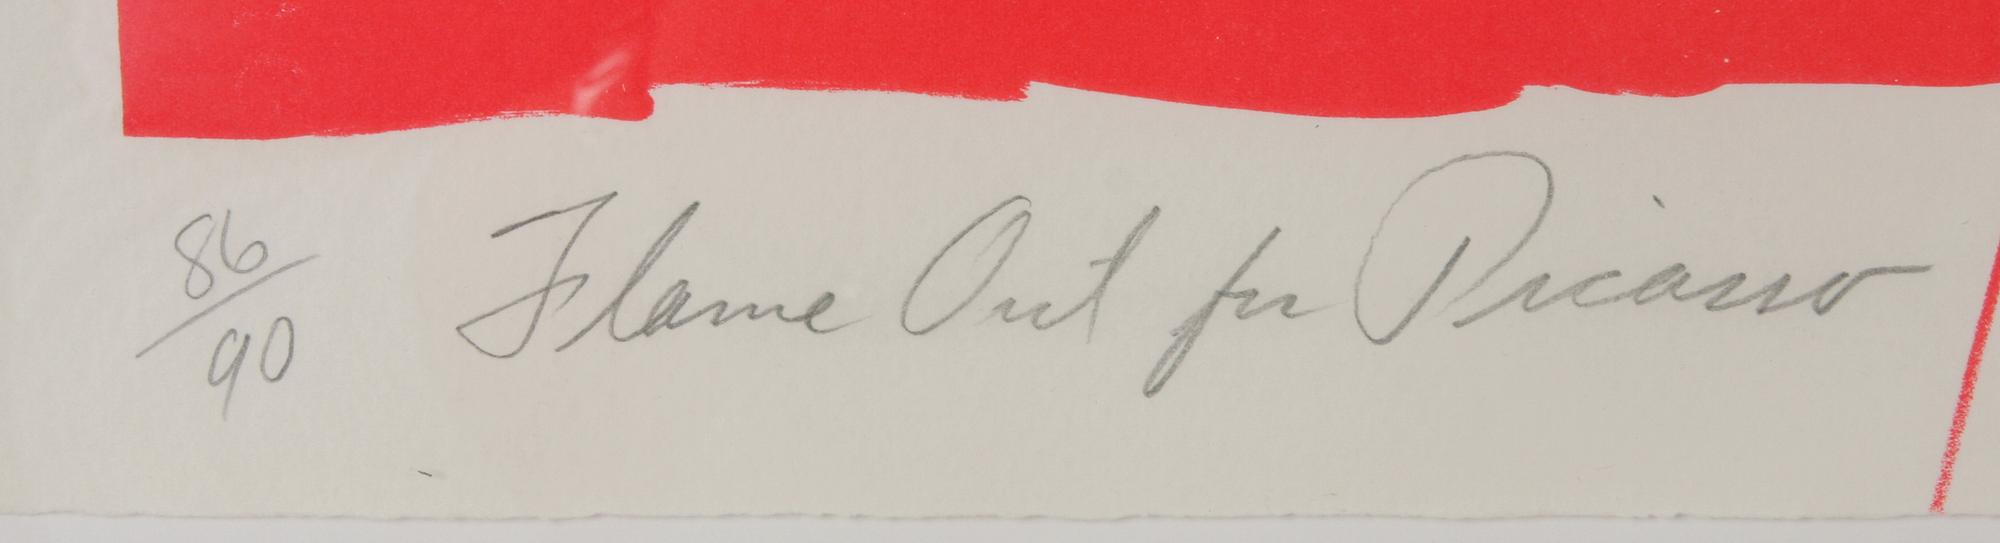 86/90 Flame Out for Picasso